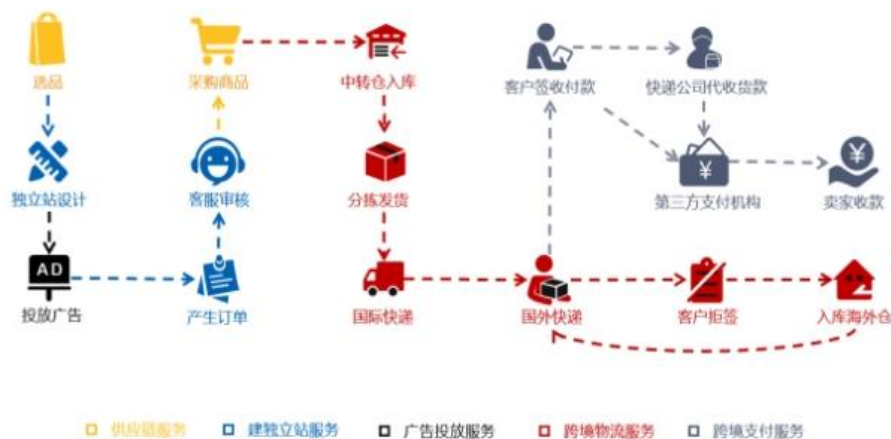 选品
采购商品
中转仓入库
客户签收付款
快递公司代收货款
独立站设计
客服审核
分拣发货
¥
第三方支付机构
¥
卖家收款
AD
投放广告
产生订单
国际快递
国外快递
客户拒签
入库海外仓
供应链服务
建独立站服务
广告投放服务
跨境物流服务
跨境支付服务